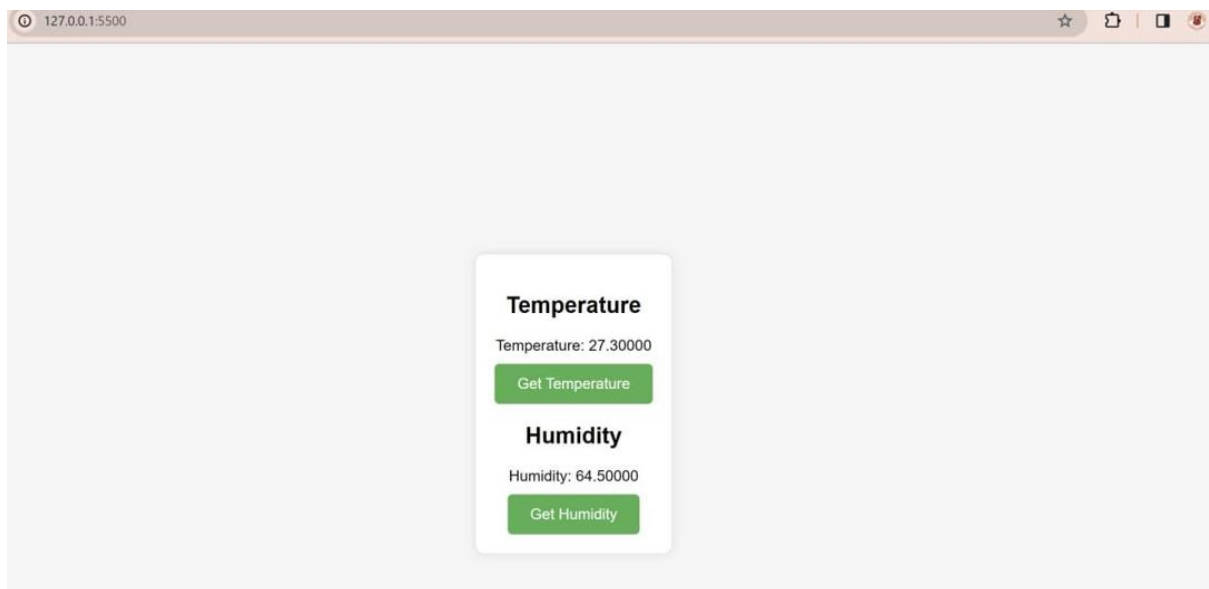 127.0.0.1:5500
Temperature
Temperature: 27.30000
Get Temperature
Humidity
Humidity: 64.50000
Get Humidity